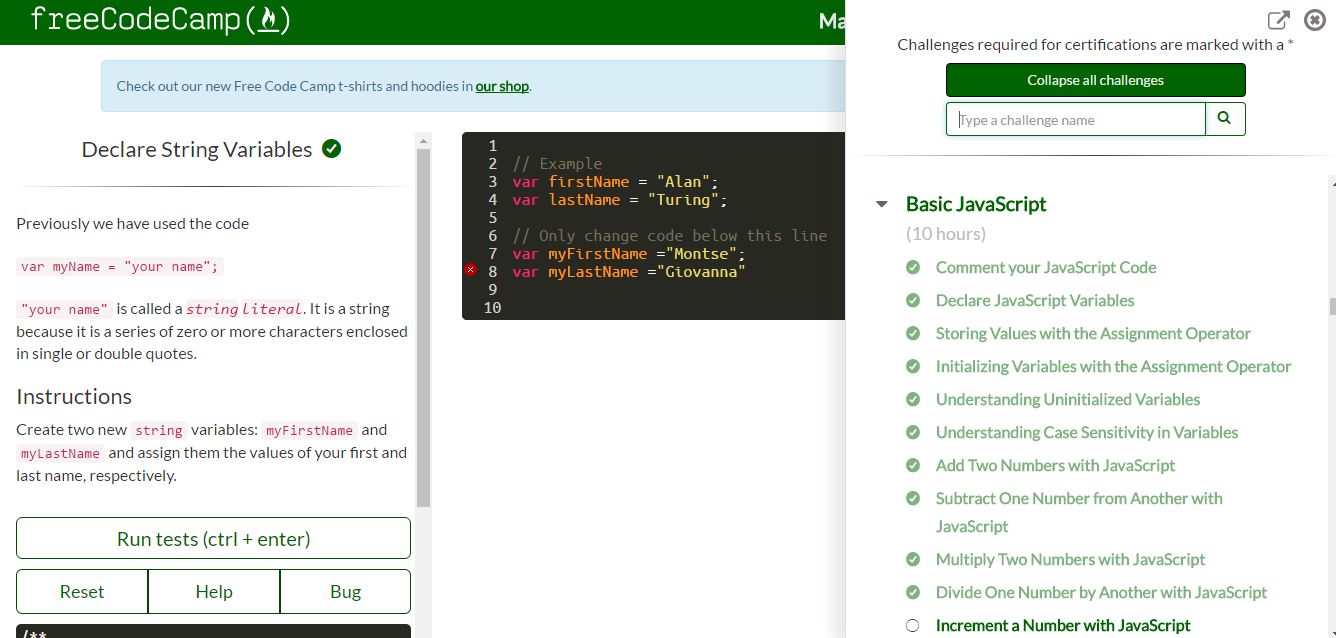 freeCodeCamp(🔥)
Ma
Check out our new Free Code Camp t-shirts and hoodies in our shop.
Declare String Variables
Previously we have used the code
var myName = "your name";
"your name" is called a string literal. It is a string
because it is a series of zero or more characters enclosed
in single or double quotes.
Instructions
Create two new string variables: myFirstName and
myLastName and assign them the values of your first and
last name, respectively.
Run tests (ctrl + enter)
Reset
Help
Bug
/**
1
2 // Example
3 var firstName = "Alan";
4 var lastName = "Turing";
5
6 // Only change code below this line
7 var myFirstName ="Montse";
8 var myLastName ="Giovanna"
9
10
Challenges required for certifications are marked with a *
Collapse all challenges
Type a challenge name
Basic JavaScript
(10 hours)
Comment your JavaScript Code
Declare JavaScript Variables
Storing Values with the Assignment Operator
Initializing Variables with the Assignment Operator
Understanding Uninitialized Variables
Understanding Case Sensitivity in Variables
Add Two Numbers with JavaScript
Subtract One Number from Another with
JavaScript
Multiply Two Numbers with JavaScript
Divide One Number by Another with JavaScript
Increment a Number with JavaScript